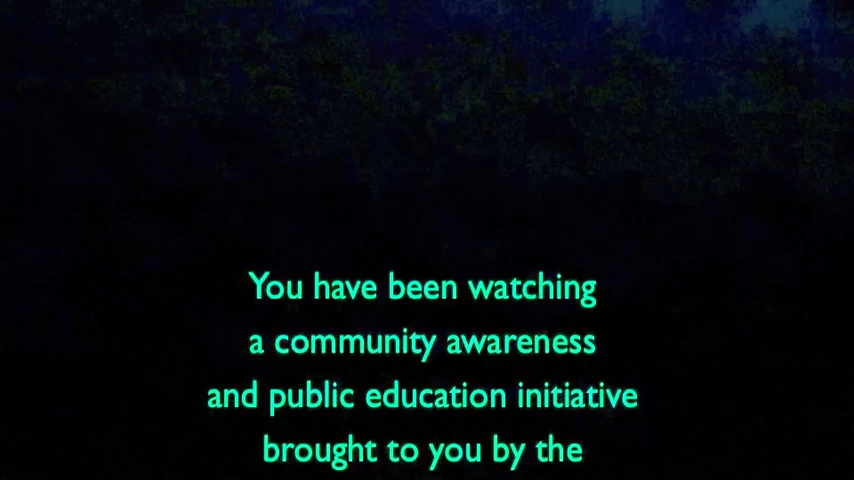 You have been watching
a community awareness
and public education initiative
brought to you by the